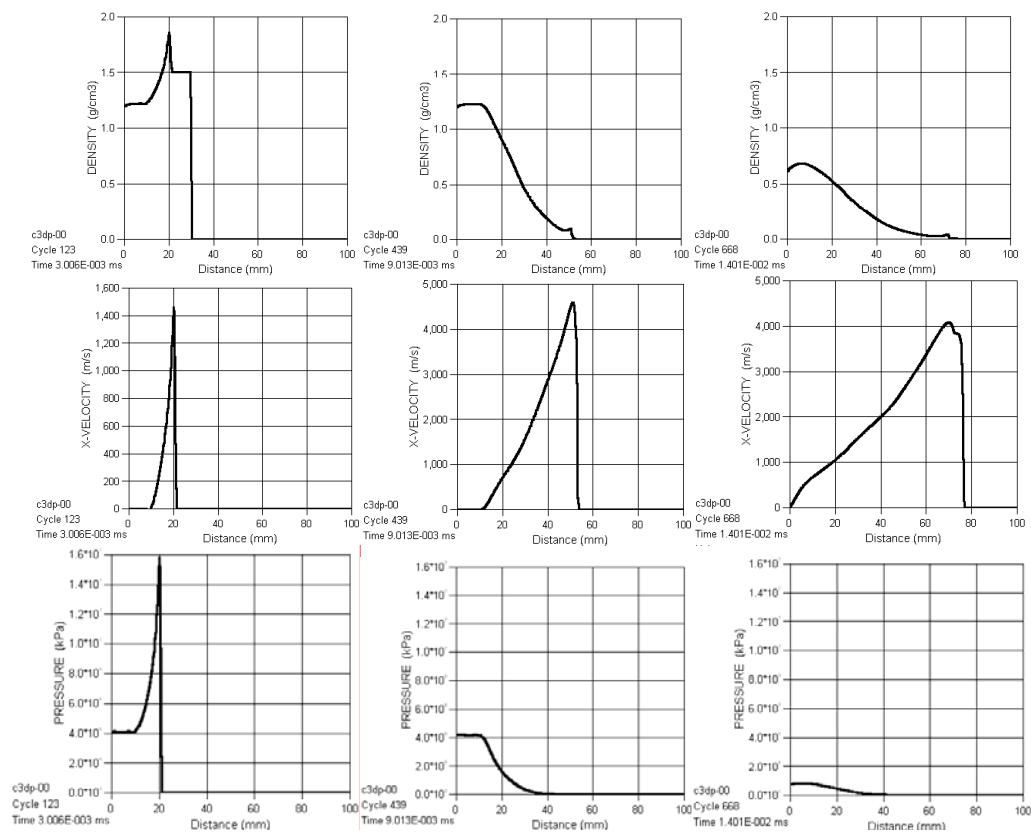 2.0
1.5
1.0
0.5
0.0
DENSITY (g/cm3)
0 20 40 60 80 100
Distance (mm)
c3dp-00
Cycle 123
Time 3.006E-003 ms
2.0
1.5
1.0
0.5
0.0
DENSITY (g/cm3)
0 20 40 60 80 100
Distance (mm)
c3dp-00
Cycle 439
Time 9.013E-003 ms
2.0
1.5
1.0
0.5
0.0
DENSITY (g/cm3)
0 20 40 60 80 100
Distance (mm)
c3dp-00
Cycle 668
Time 1.401E-002 ms
1,600
1,400
1,200
1,000
800
600
400
200
0
X-VELOCITY (m/s)
0 20 40 60 80 100
Distance (mm)
c3dp-00
Cycle 123
Time 3.006E-003 ms
5,000
4,000
3,000
2,000
1,000
0
X-VELOCITY (m/s)
0 20 40 60 80 100
Distance (mm)
c3dp-00
Cycle 439
Time 9.013E-003 ms
5,000
4,000
3,000
2,000
1,000
0
X-VELOCITY (m/s)
0 20 40 60 80 100
Distance (mm)
c3dp-00
Cycle 668
Time 1.401E-002 ms
PRESSURE (kPa)
0 20 40 60 80 100
Distance (mm)
c3dp-00
Cycle 123
Time 3.006E-003 ms
PRESSURE (kPa)
0 20 40 60 80 100
Distance (mm)
c3dp-00
Cycle 439
Time 9.013E-003 ms
PRESSURE (kPa)
0 20 40 60 80 100
Distance (mm)
c3dp-00
Cycle 668
Time 1.401E-002 ms